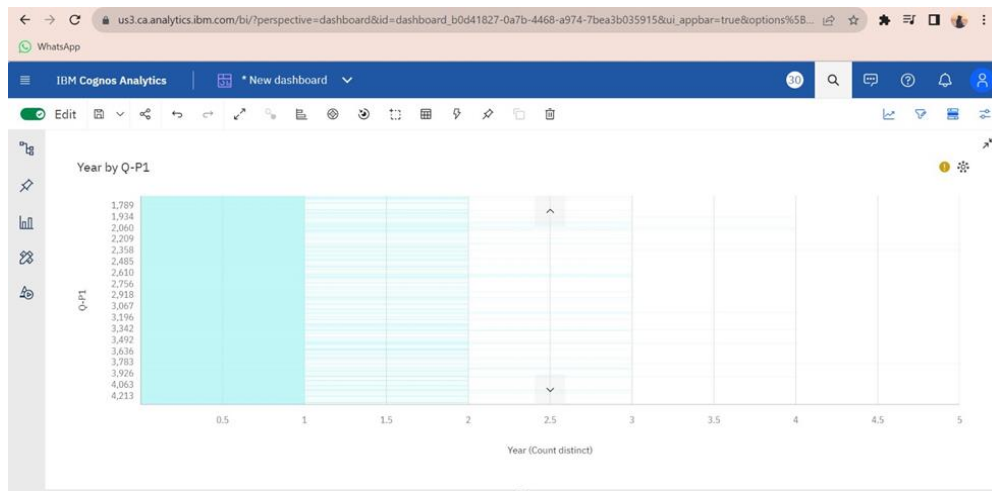 us3.ca.analytics.ibm.com/bi/?perspective=dashboard&id=dashboard_b0d41827-0a7b-4468-a974-7bea3b035915&ui_appbar=true&options%5B...
WhatsApp
IBM Cognos Analytics * New dashboard 30
Edit
Year by Q-P1
1,789
1,934
2,060
2,209
2,358
2,485
2,610
2,756
2,918
3,067
3,196
3,342
3,492
3,636
3,783
3,926
4,063
4,213
Q-P1
0.5 1 1.5 2 2.5 3 3.5 4 4.5 5
Year (Count distinct)